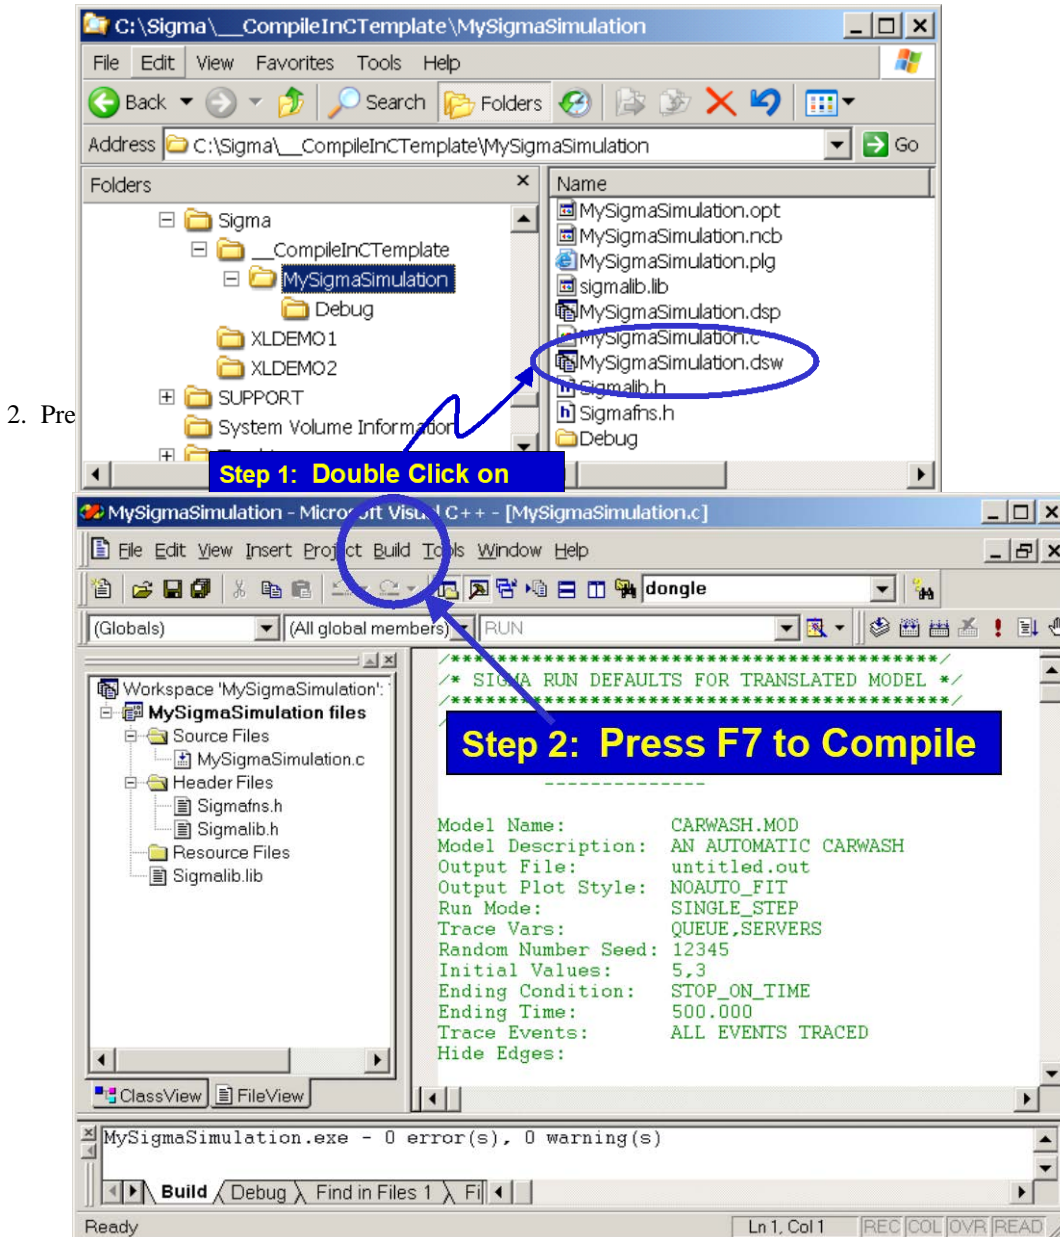 C:\Sigma\__CompileInCTemplate\MySigmaSimulation
File Edit View Favorites Tools Help
Back Search Folders
Address C:\Sigma\__CompileInCTemplate\MySigmaSimulation Go
Folders
Sigma
__CompileInCTemplate
MySigmaSimulation
Debug
XLDEMO1
XLDEMO2
SUPPORT
System Volume Information
Name
MySigmaSimulation.opt
MySigmaSimulation.ncb
MySigmaSimulation.plg
sigmalib.lib
MySigmaSimulation.dsp
MySigmaSimulation.c
MySigmaSimulation.dsw
Sigmalib.h
Sigmafns.h
Debug
2. Pre
Step 1: Double Click on
MySigmaSimulation - Microsoft Visual C++ - [MySigmaSimulation.c]
File Edit View Insert Project Build Tools Window Help
dongle
(Globals) (All global members) RUN
Workspace 'MySigmaSimulation':
MySigmaSimulation files
Source Files
MySigmaSimulation.c
Header Files
Sigmafns.h
Sigmalib.h
Resource Files
Sigmalib.lib
ClassView FileView
/******************************************/
/* SIGMA RUN DEFAULTS FOR TRANSLATED MODEL */
/*******************************************/
Step 2: Press F7 to Compile
--------------
Model Name: CARWASH.MOD
Model Description: AN AUTOMATIC CARWASH
Output File: untitled.out
Output Plot Style: NOAUTO_FIT
Run Mode: SINGLE_STEP
Trace Vars: QUEUE,SERVERS
Random Number Seed: 12345
Initial Values: 5,3
Ending Condition: STOP_ON_TIME
Ending Time: 500.000
Trace Events: ALL EVENTS TRACED
Hide Edges:
MySigmaSimulation.exe - 0 error(s), 0 warning(s)
Build Debug Find in Files 1 Fi
Ready Ln 1, Col 1 REC COL OVR READ